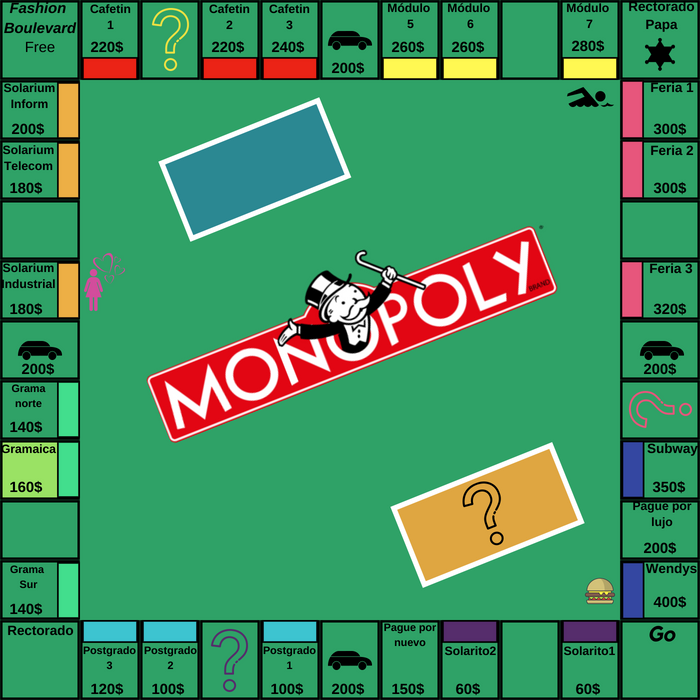 Fashion
Boulevard
Free
Cafetin
1
220$
Cafetin
2
220$
Cafetin
3
240$
200$
Módulo
5
260$
Módulo
6
260$
Módulo
7
280$
Rectorado
Papa
Solarium
Inform
200$
Solarium
Telecom
180$
Solarium
Industrial
180$
200$
Grama
norte
140$
Gramaica
160$
Grama
Sur
140$
Feria 1
300$
Feria 2
300$
Feria 3
320$
200$
Subway
350$
Pague por
lujo
200$
Wendys
400$
MONOPOLY
BRAND
Rectorado
Postgrado
3
120$
Postgrado
2
100$
Postgrado
1
100$
200$
Pague por
nuevo
150$
Solarito2
60$
Solarito1
60$
Go